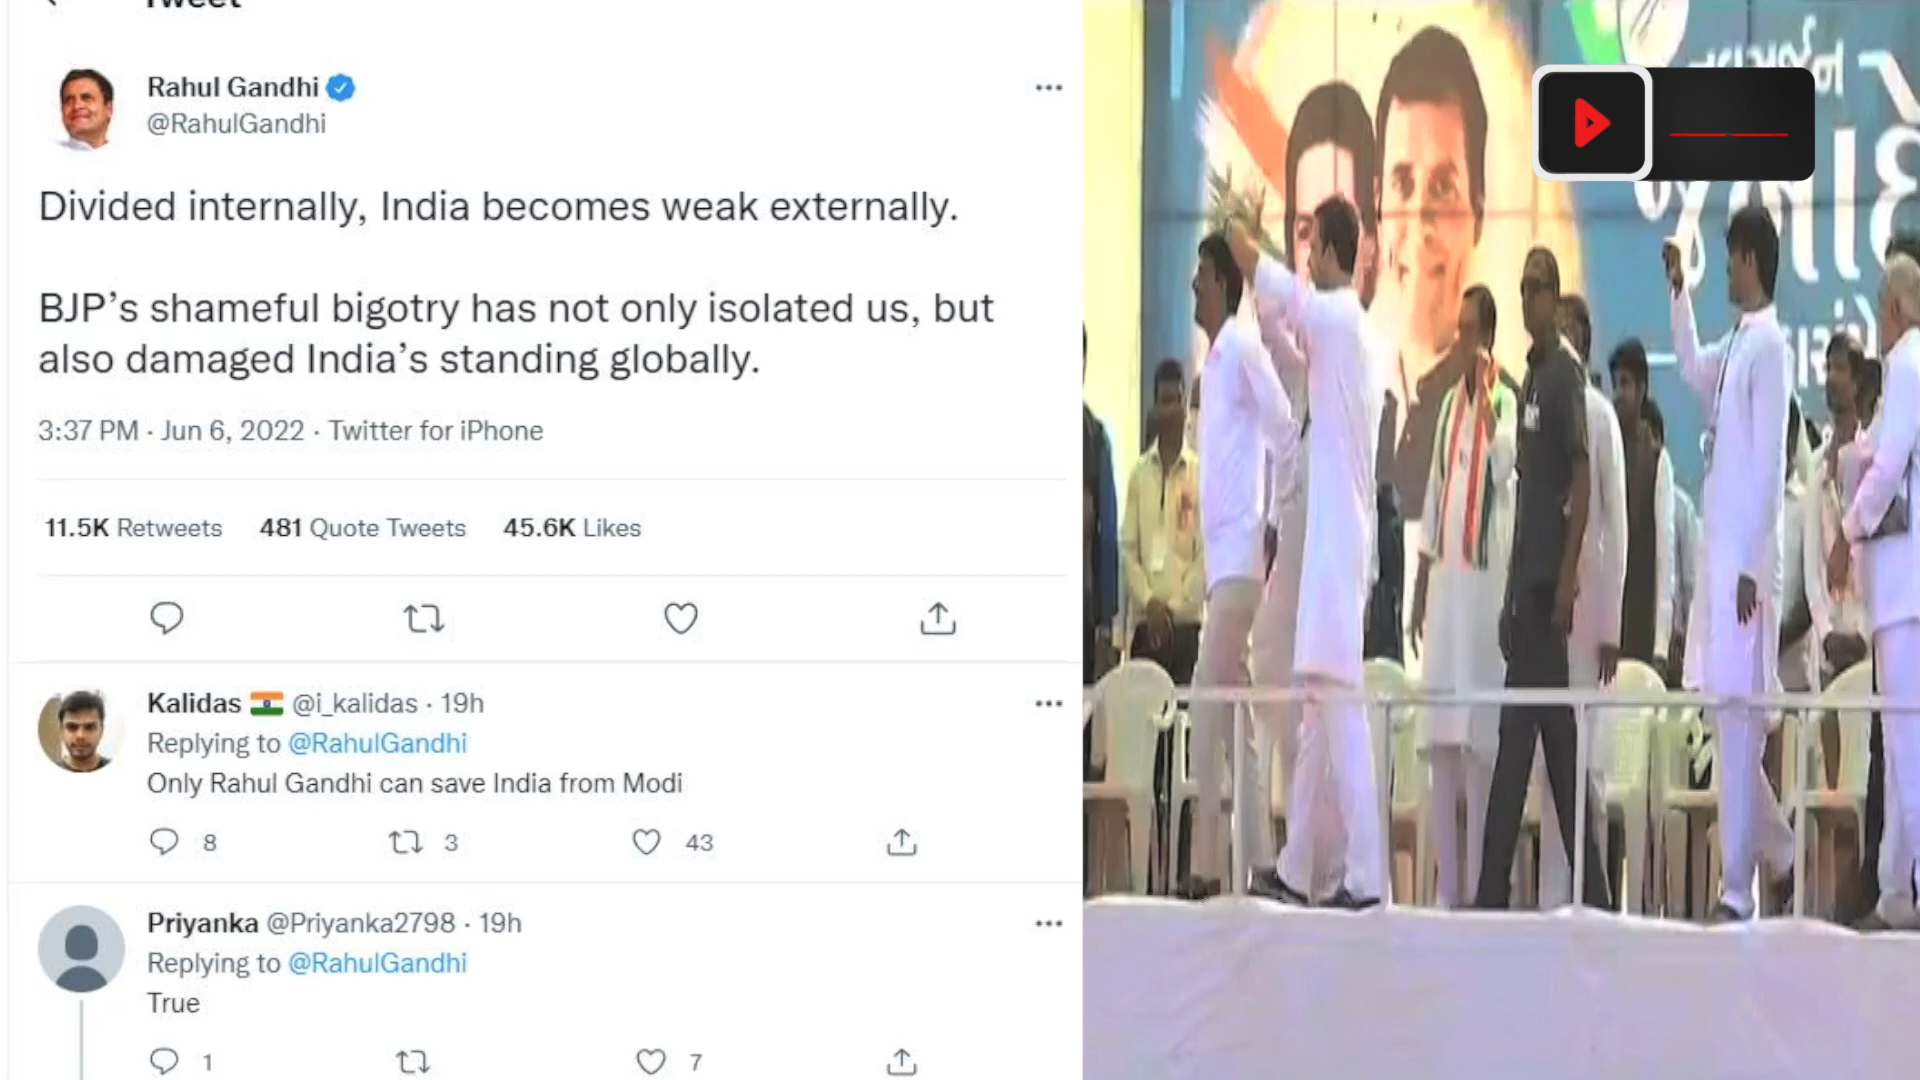 Tweet
Rahul Gandhi
@RahulGandhi
Divided internally, India becomes weak externally.
BJP’s shameful bigotry has not only isolated us, but
also damaged India’s standing globally.
3:37 PM · Jun 6, 2022 · Twitter for iPhone
11.5K Retweets 481 Quote Tweets 45.6K Likes
Kalidas @i_kalidas · 19h
Replying to @RahulGandhi
Only Rahul Gandhi can save India from Modi
8 3 43
Priyanka @Priyanka2798 · 19h
Replying to @RahulGandhi
True
1 7